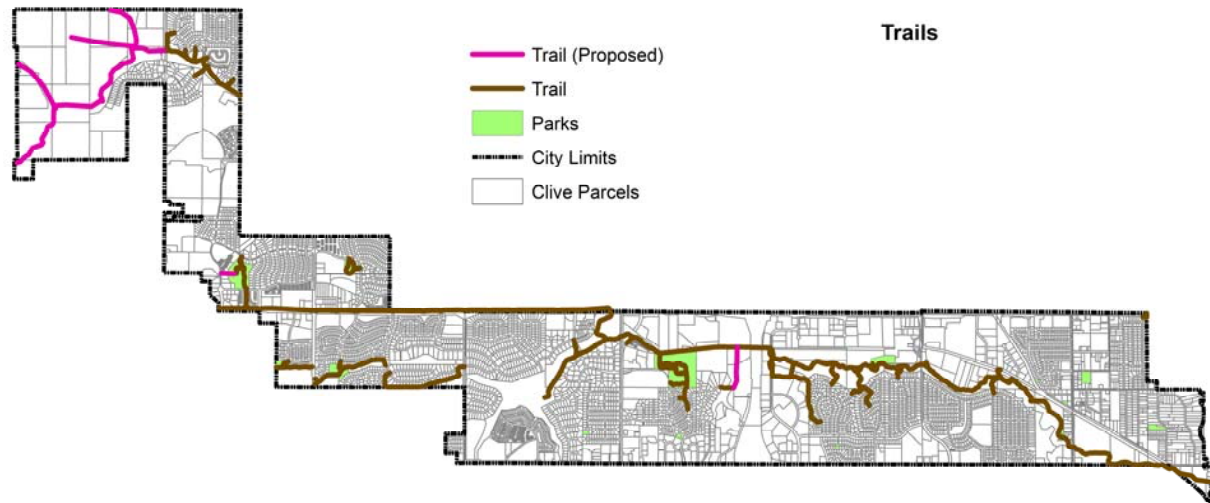 Trails
Trail (Proposed)
Trail
Parks
City Limits
Clive Parcels